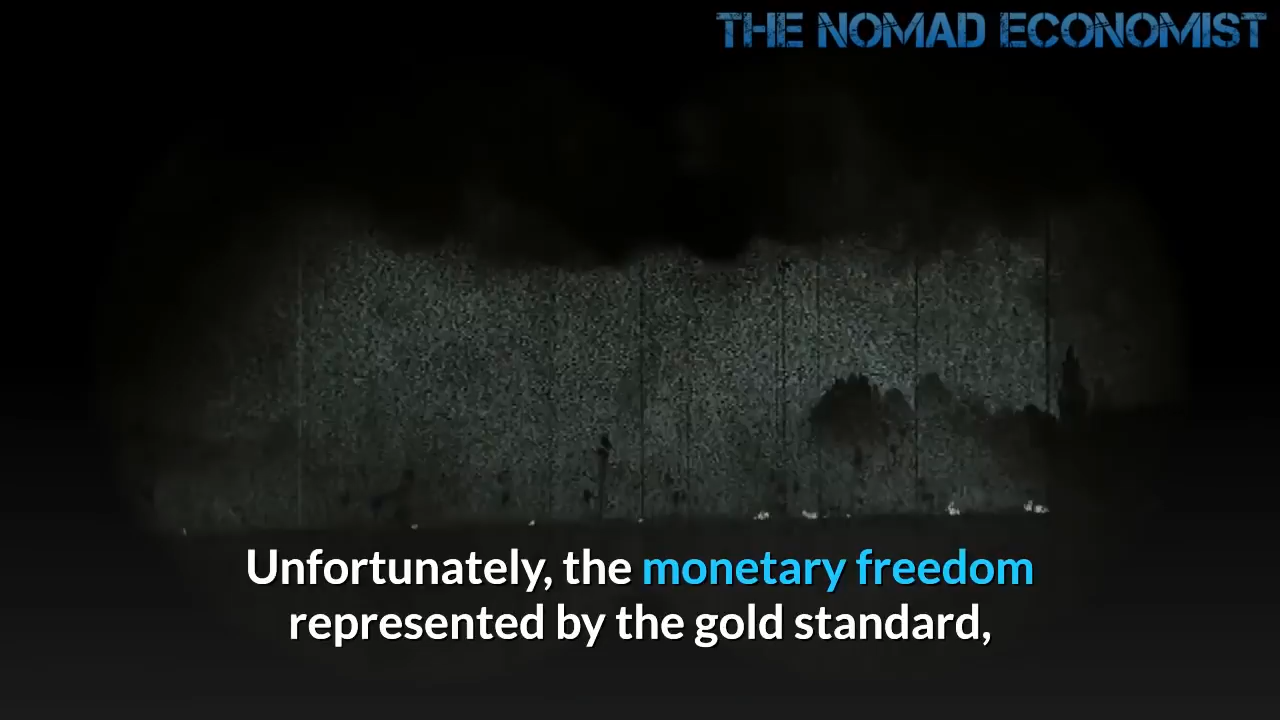 THE NOMAD ECONOMIST
Unfortunately, the monetary freedom
represented by the gold standard,